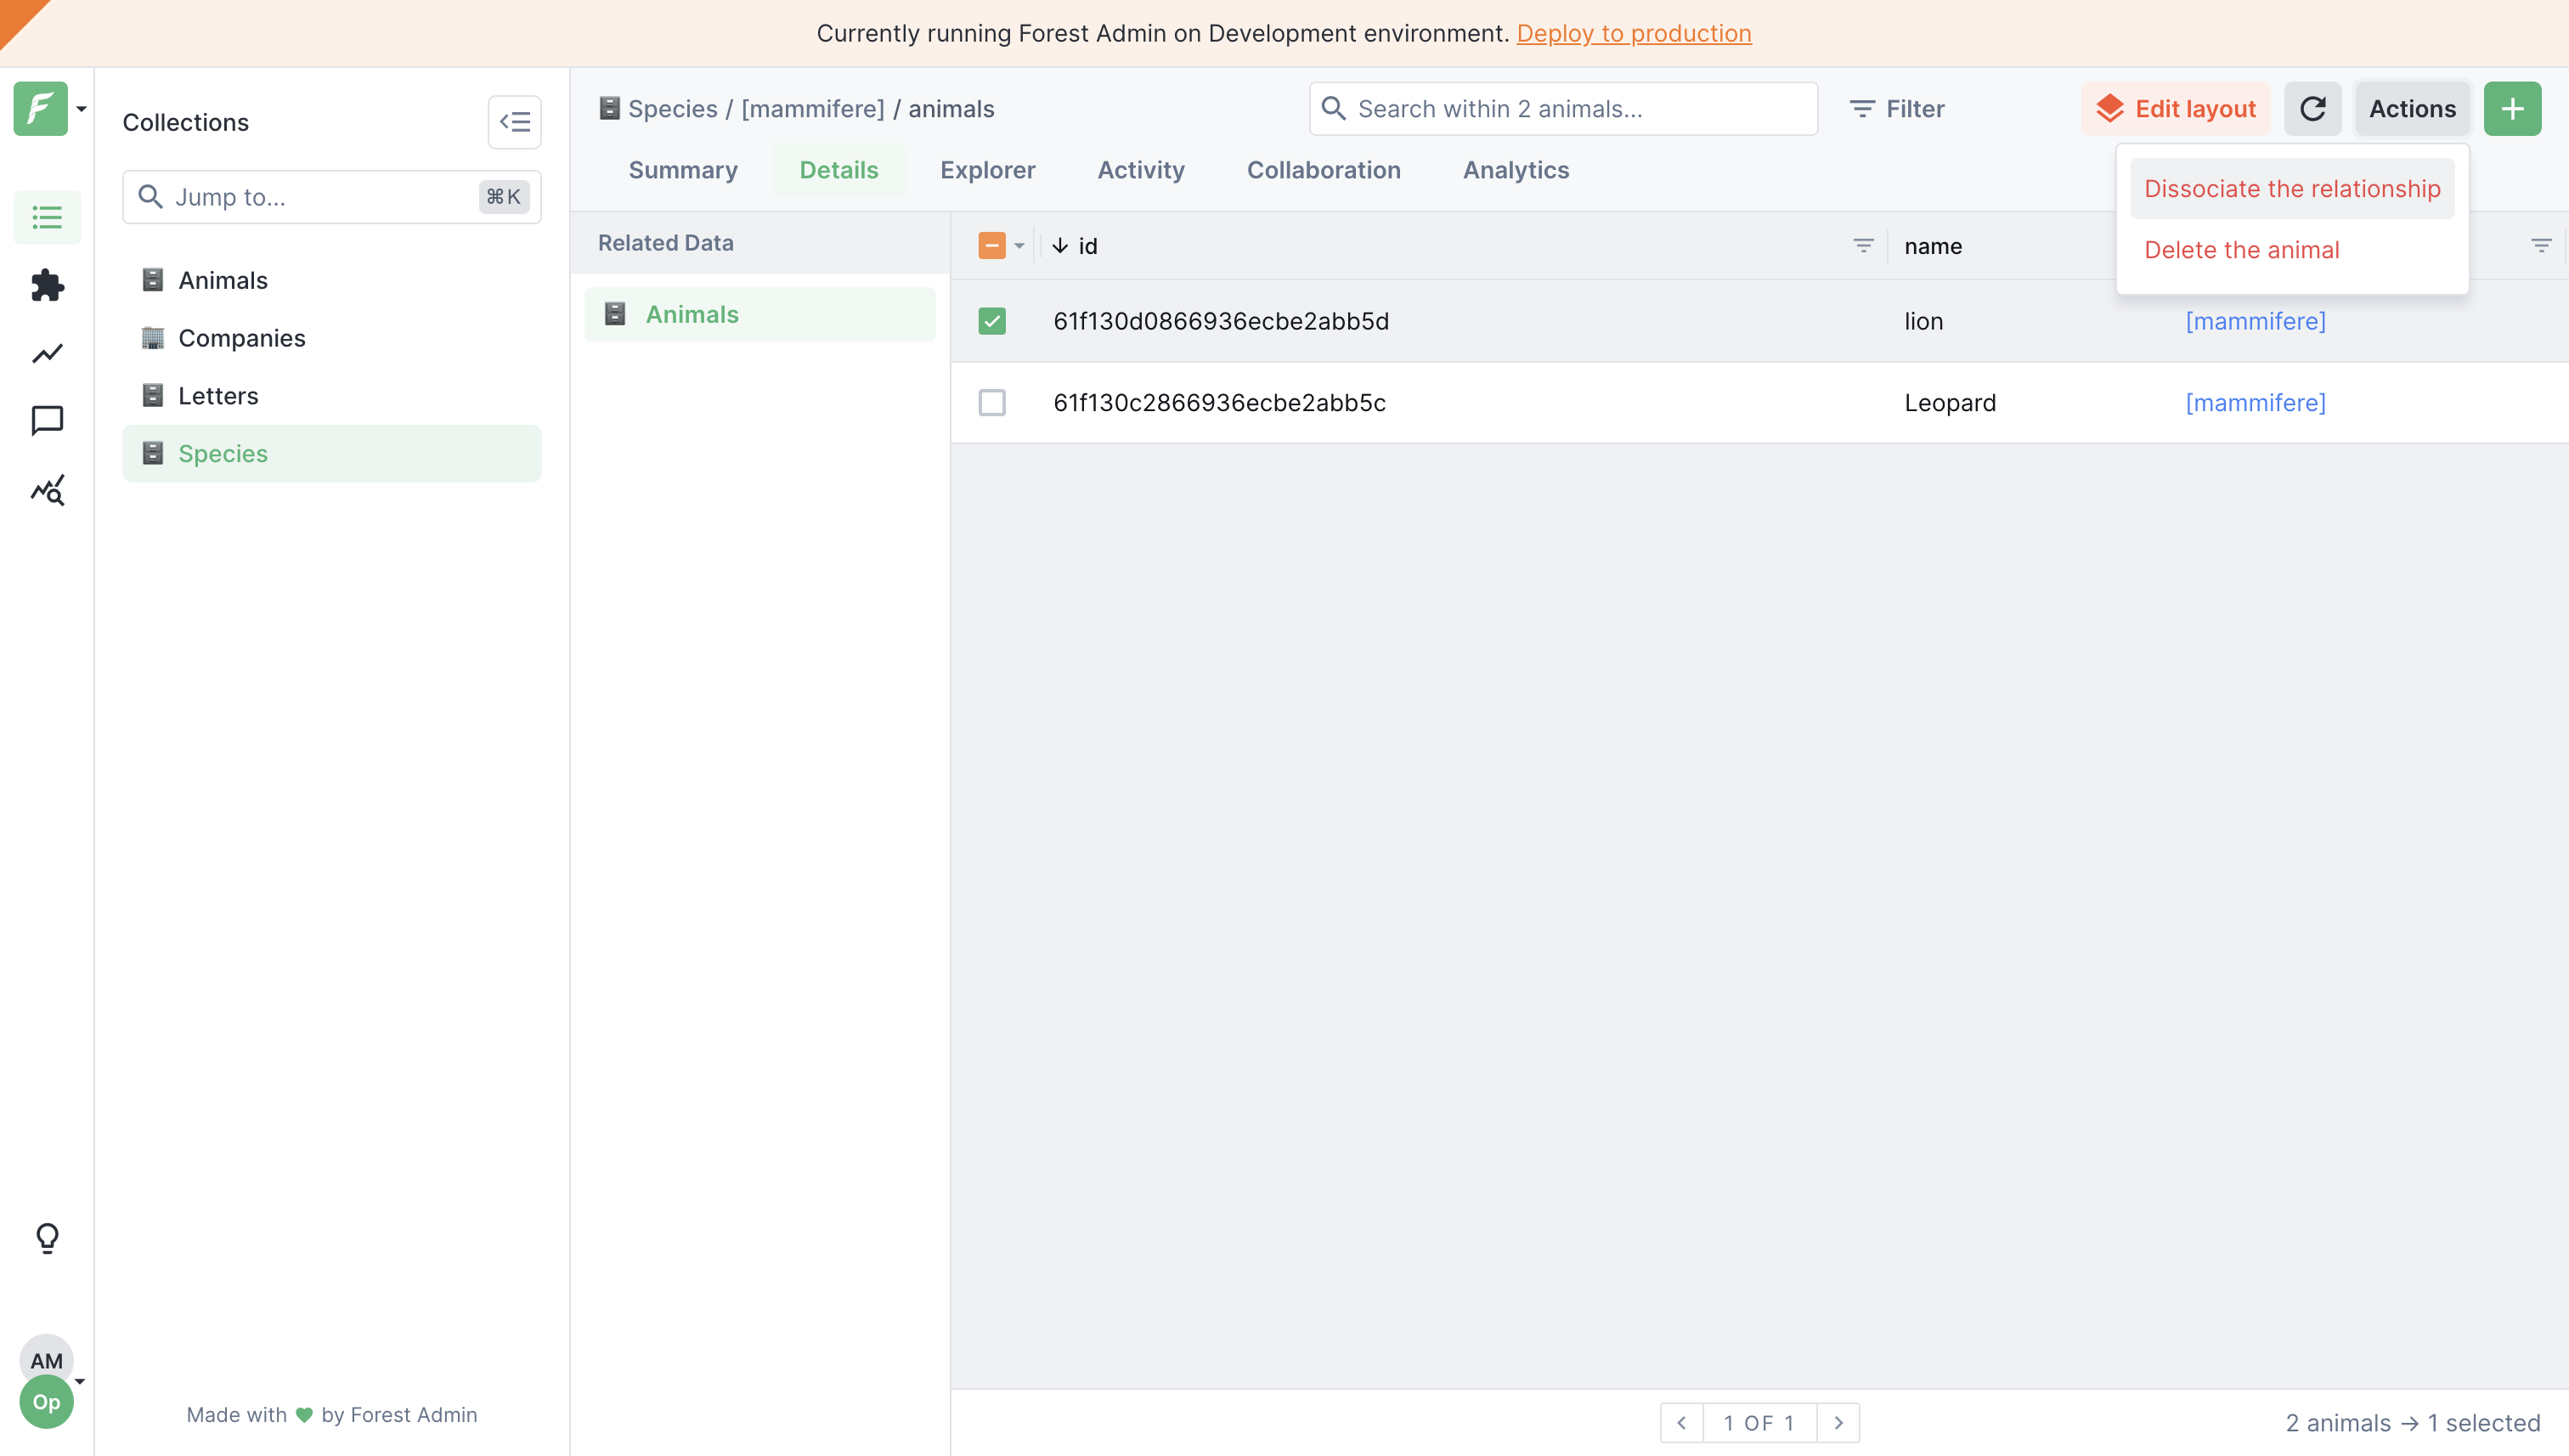 Currently running Forest Admin on Development environment. Deploy to production
Collections
Jump to...
⌘K
Animals
Companies
Letters
Species
Made with 💚 by Forest Admin
AM
Op
Species / [mammifere] / animals
Search within 2 animals...
Filter
Edit layout
Actions
Summary
Details
Explorer
Activity
Collaboration
Analytics
Dissociate the relationship
Delete the animal
Related Data
Animals
id
name
61f130d0866936ecbe2abb5d
lion
[mammifere]
61f130c2866936ecbe2abb5c
Leopard
[mammifere]
1 OF 1
2 animals → 1 selected